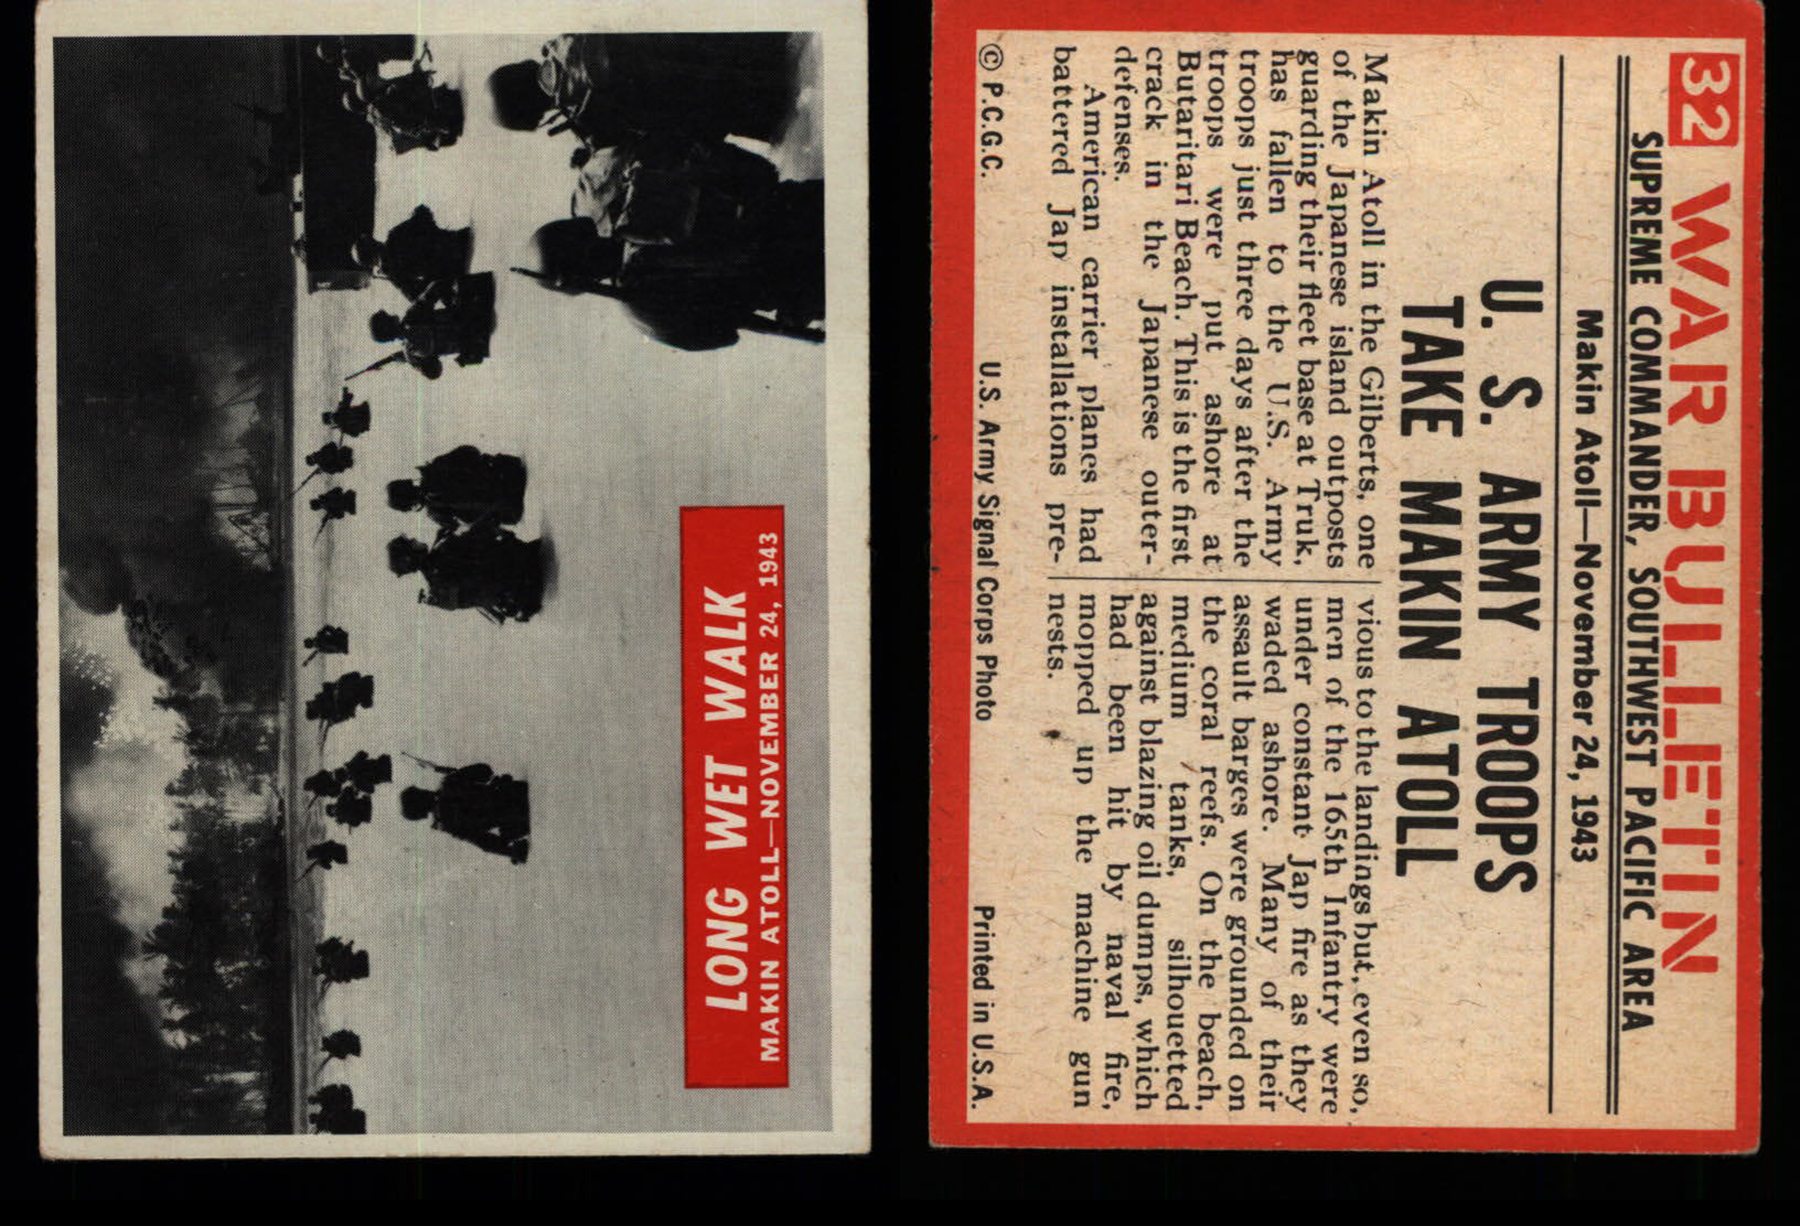 LONG WET WALK
MAKIN ATOLL—NOVEMBER 24, 1943
32 WAR BULLETIN
SUPREME COMMANDER, SOUTHWEST PACIFIC AREA
Makin Atoll—November 24, 1943
U. S. ARMY TROOPS
TAKE MAKIN ATOLL
Makin Atoll in the Gilberts, one
of the Japanese island outposts
guarding their fleet base at Truk,
has fallen to the U.S. Army
troops just three days after the
troops were put ashore at
Butaritari Beach. This is the first
crack in the Japanese outer-
defenses.
American carrier planes had
battered Jap installations pre-
vious to the landings but, even so,
men of the 165th Infantry were
under constant Jap fire as they
waded ashore. Many of their
assault barges were grounded on
the coral reefs. On the beach,
medium tanks, silhouetted
against blazing oil dumps, which
had been hit by naval fire,
mopped up the machine gun
nests.
© P.C.G.C. U.S. Army Signal Corps Photo Printed in U.S.A.